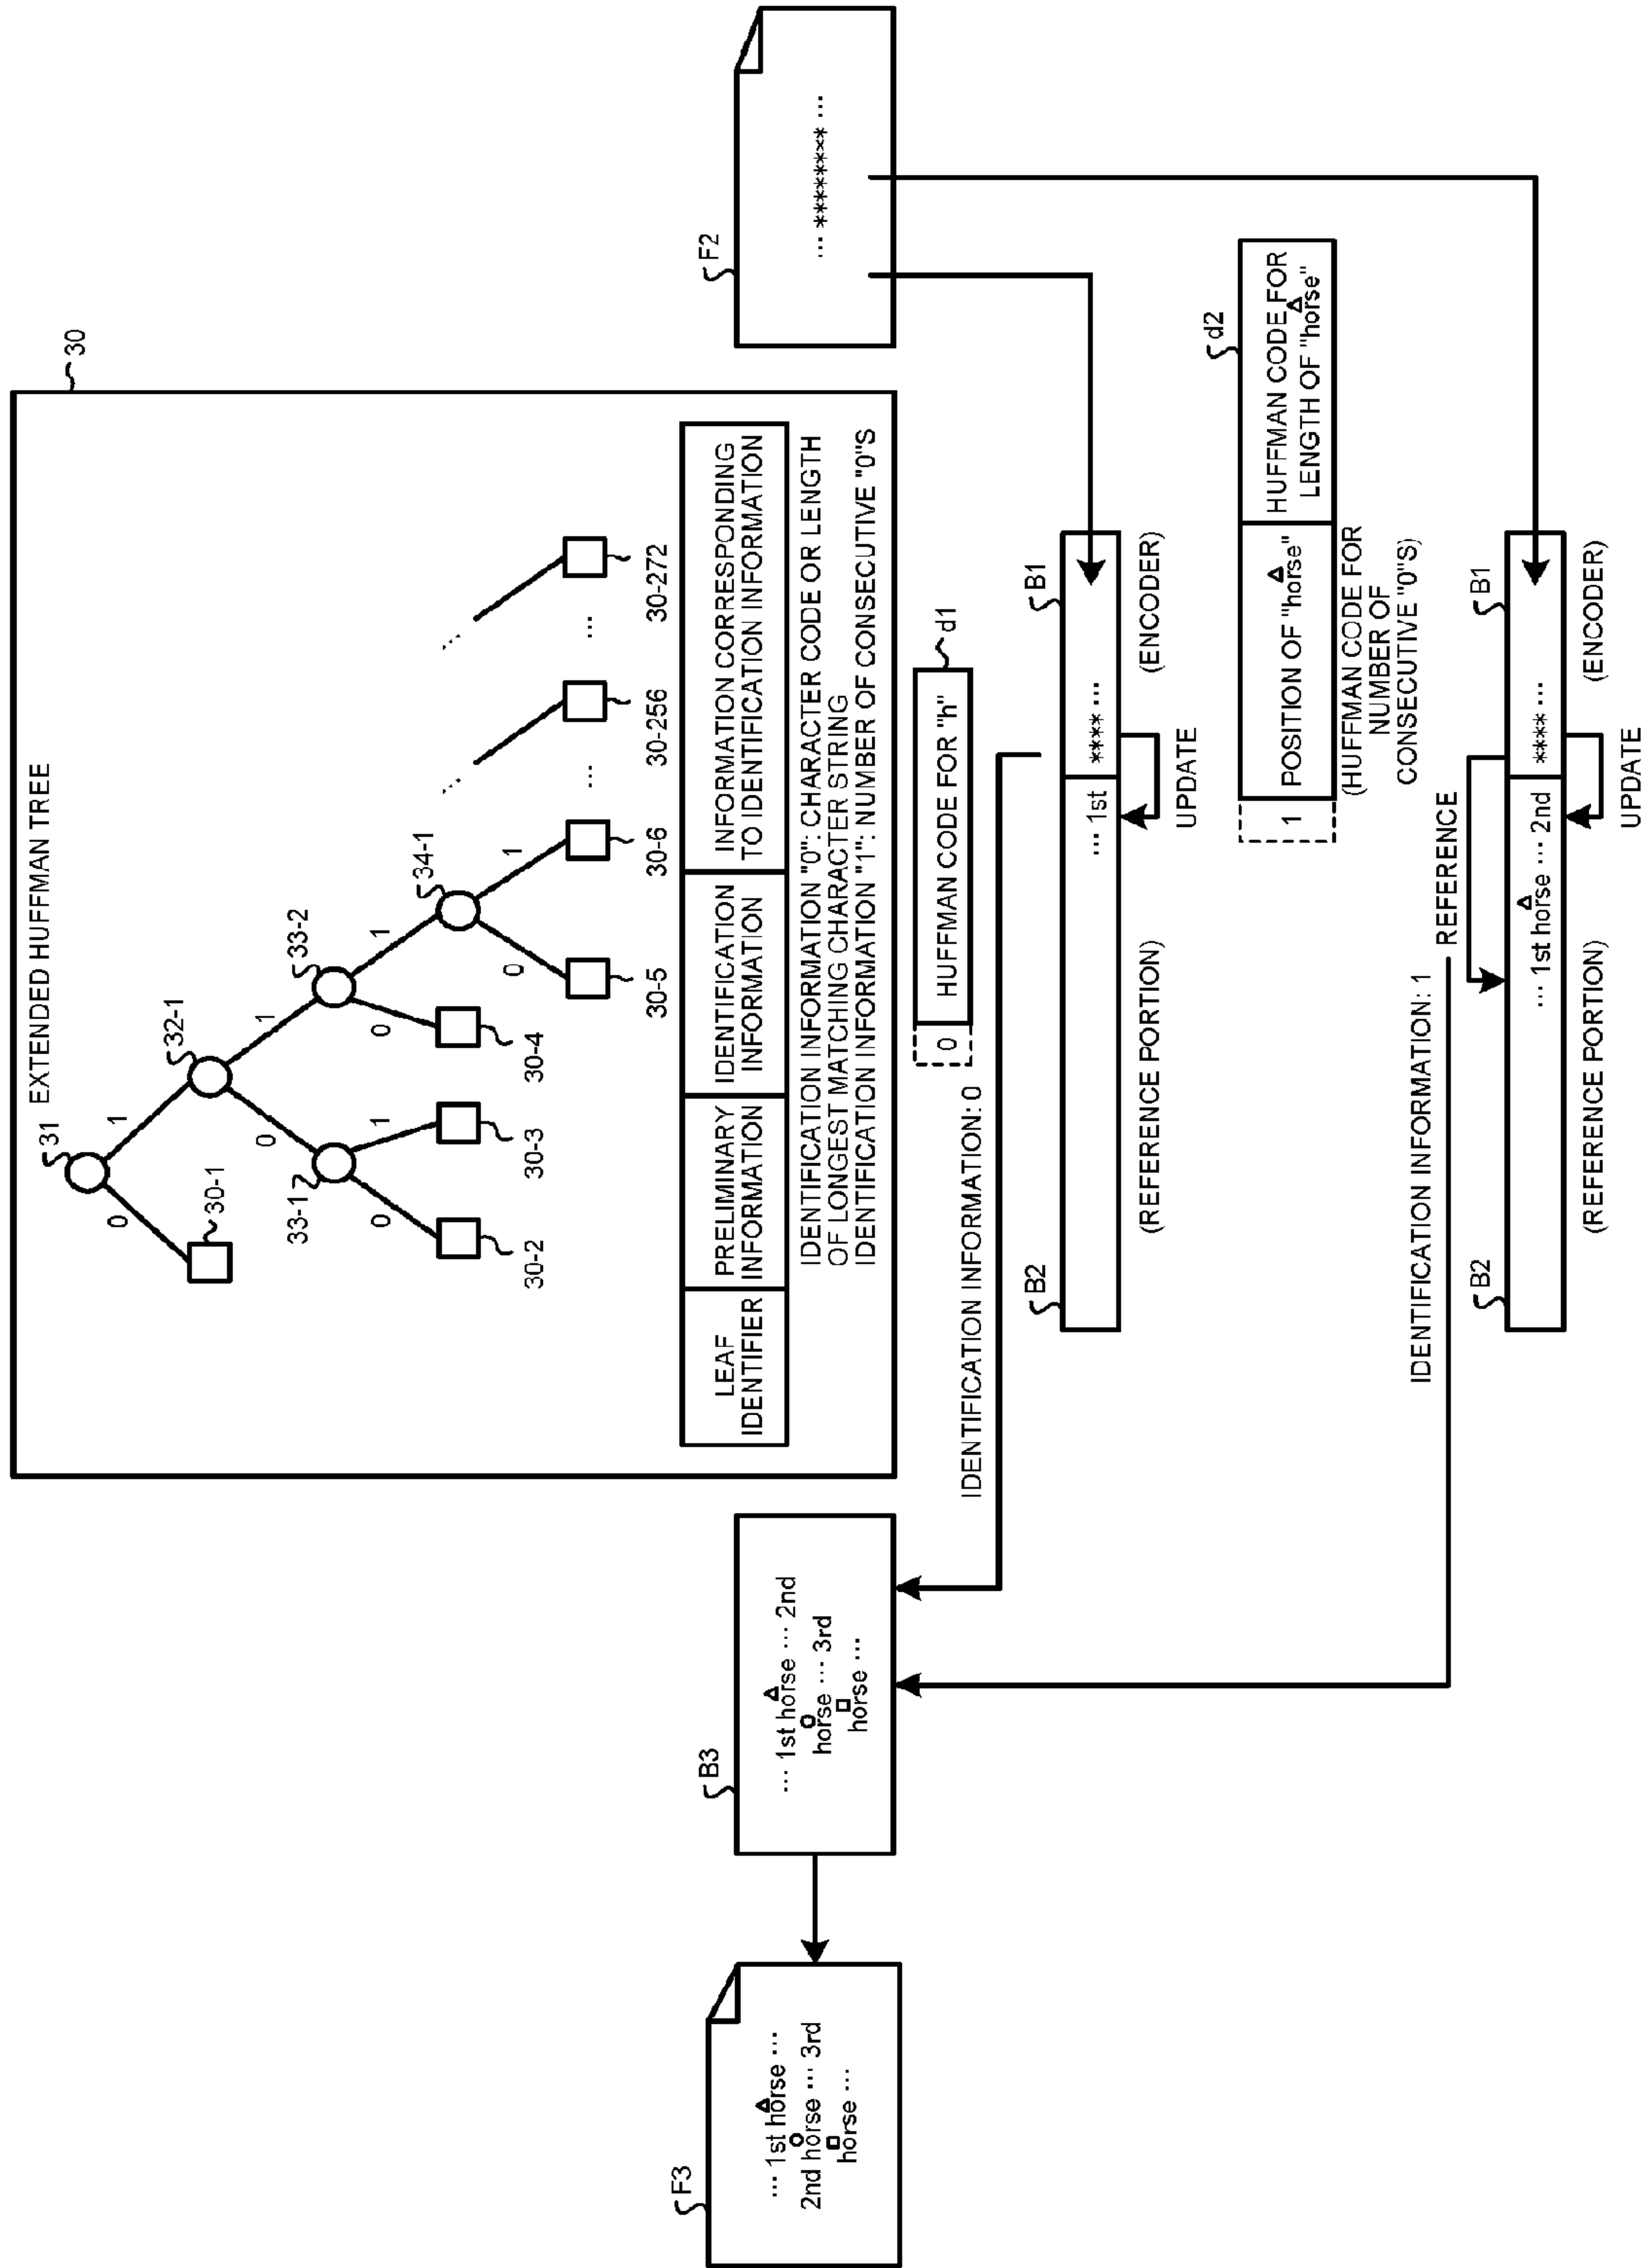 EXTENDED HUFFMAN TREE
30
31
0
1
30-1
32-1
0
1
33-1
33-2
0
1
0
1
30-2
30-3
30-4
34-1
0
1
30-5
30-6
...
...
...
...
30-256
30-272
LEAF IDENTIFIER
PRELIMINARY INFORMATION
IDENTIFICATION INFORMATION
INFORMATION CORRESPONDING TO IDENTIFICATION INFORMATION
IDENTIFICATION INFORMATION "0": CHARACTER CODE OR LENGTH
OF LONGEST MATCHING CHARACTER STRING
IDENTIFICATION INFORMATION "1": NUMBER OF CONSECUTIVE "0"S
F3
... 1st horse ...
2nd horse ... 3rd
horse ...
B3
... 1st horse ... 2nd
horse ... 3rd
horse ...
F2
... ******** ...
IDENTIFICATION INFORMATION: 0
0
HUFFMAN CODE FOR "h"
d1
B2
... 1st
**** ...
B1
(REFERENCE PORTION)
UPDATE
(ENCODER)
d2
1
POSITION OF "horse"
HUFFMAN CODE FOR
LENGTH OF "horse"
(HUFFMAN CODE FOR
NUMBER OF
CONSECUTIVE "0"S)
IDENTIFICATION INFORMATION: 1
REFERENCE
B2
... 1st horse ... 2nd
**** ...
B1
(REFERENCE PORTION)
UPDATE
(ENCODER)